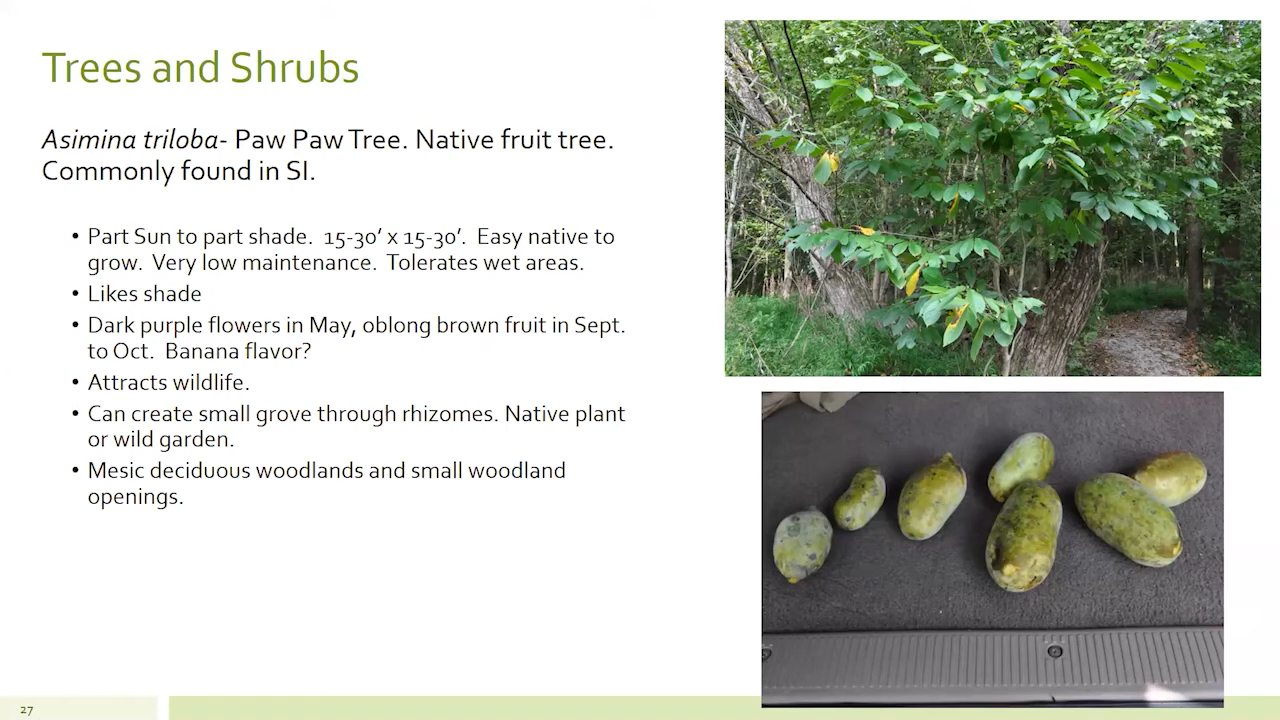 Trees and Shrubs
Asimina triloba- Paw Paw Tree. Native fruit tree.
Commonly found in SI.
• Part Sun to part shade. 15-30’ x 15-30’. Easy native to
grow. Very low maintenance. Tolerates wet areas.
• Likes shade
• Dark purple flowers in May, oblong brown fruit in Sept.
to Oct. Banana flavor?
• Attracts wildlife.
• Can create small grove through rhizomes. Native plant
or wild garden.
• Mesic deciduous woodlands and small woodland
openings.
27